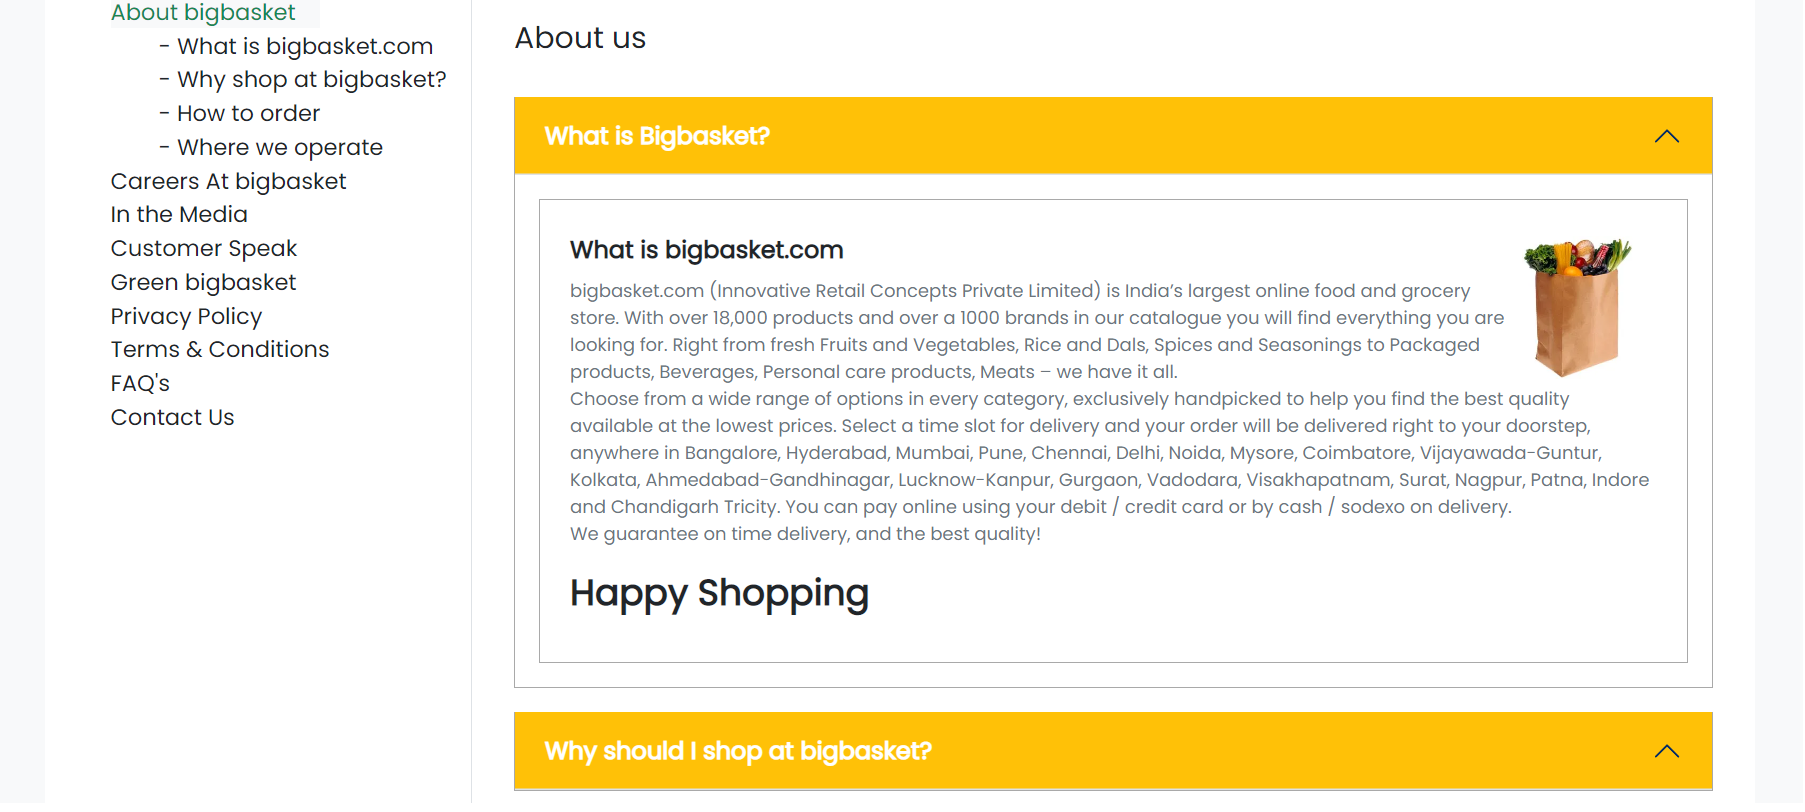 About bigbasket
- What is bigbasket.com
- Why shop at bigbasket?
- How to order
- Where we operate
Careers At bigbasket
In the Media
Customer Speak
Green bigbasket
Privacy Policy
Terms & Conditions
FAQ's
Contact Us
About us
What is Bigbasket?
What is bigbasket.com
bigbasket.com (Innovative Retail Concepts Private Limited) is India’s largest online food and grocery
store. With over 18,000 products and over a 1000 brands in our catalogue you will find everything you are
looking for. Right from fresh Fruits and Vegetables, Rice and Dals, Spices and Seasonings to Packaged
products, Beverages, Personal care products, Meats – we have it all.
Choose from a wide range of options in every category, exclusively handpicked to help you find the best quality
available at the lowest prices. Select a time slot for delivery and your order will be delivered right to your doorstep,
anywhere in Bangalore, Hyderabad, Mumbai, Pune, Chennai, Delhi, Noida, Mysore, Coimbatore, Vijayawada-Guntur,
Kolkata, Ahmedabad-Gandhinagar, Lucknow-Kanpur, Gurgaon, Vadodara, Visakhapatnam, Surat, Nagpur, Patna, Indore
and Chandigarh Tricity. You can pay online using your debit / credit card or by cash / sodexo on delivery.
We guarantee on time delivery, and the best quality!
Happy Shopping
Why should I shop at bigbasket?